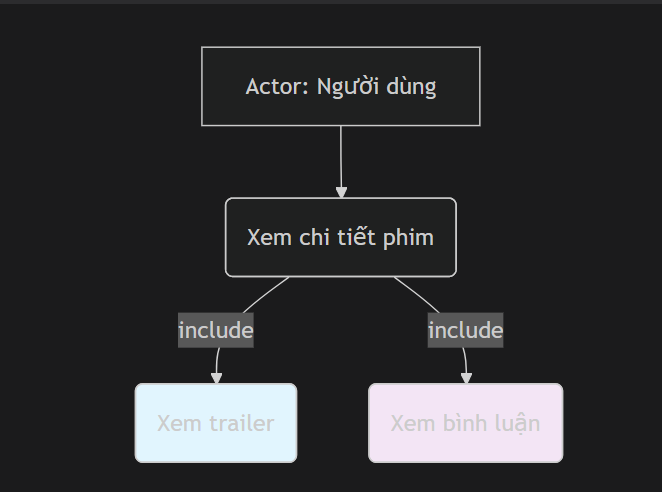 Actor: Người dùng
Xem chi tiết phim
include
include
Xem trailer
Xem bình luận